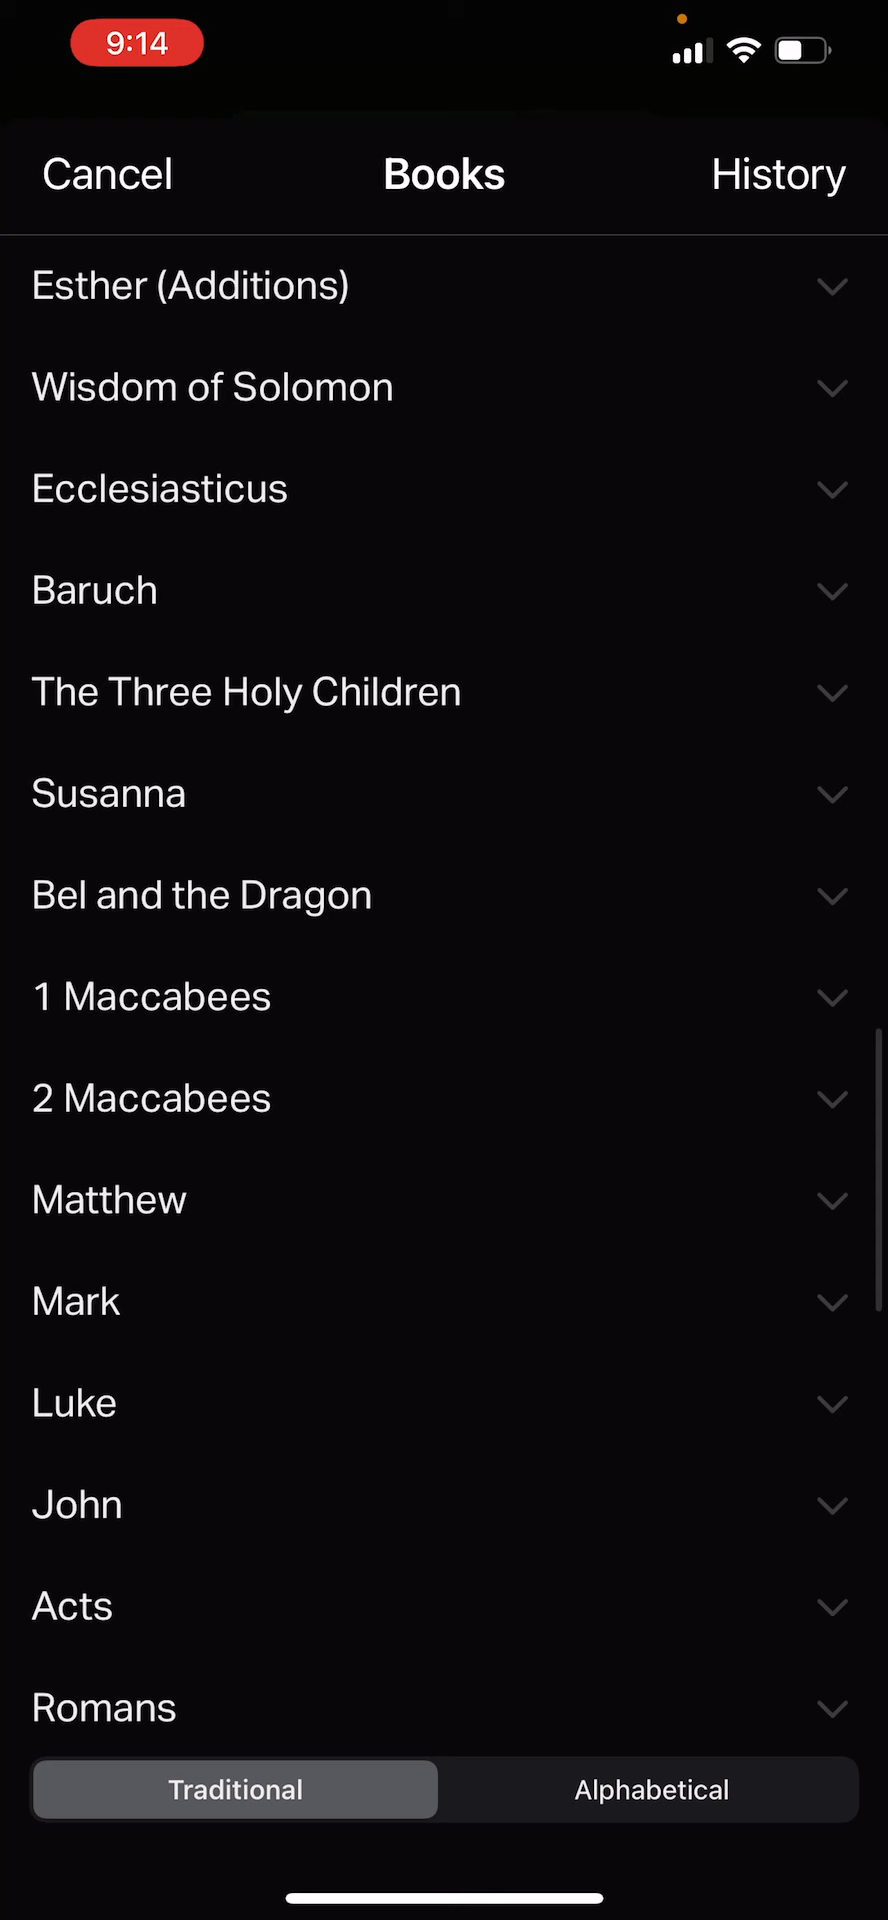 9:14
Cancel Books History
Esther (Additions)
Wisdom of Solomon
Ecclesiasticus
Baruch
The Three Holy Children
Susanna
Bel and the Dragon
1 Maccabees
2 Maccabees
Matthew
Mark
Luke
John
Acts
Romans
Traditional Alphabetical